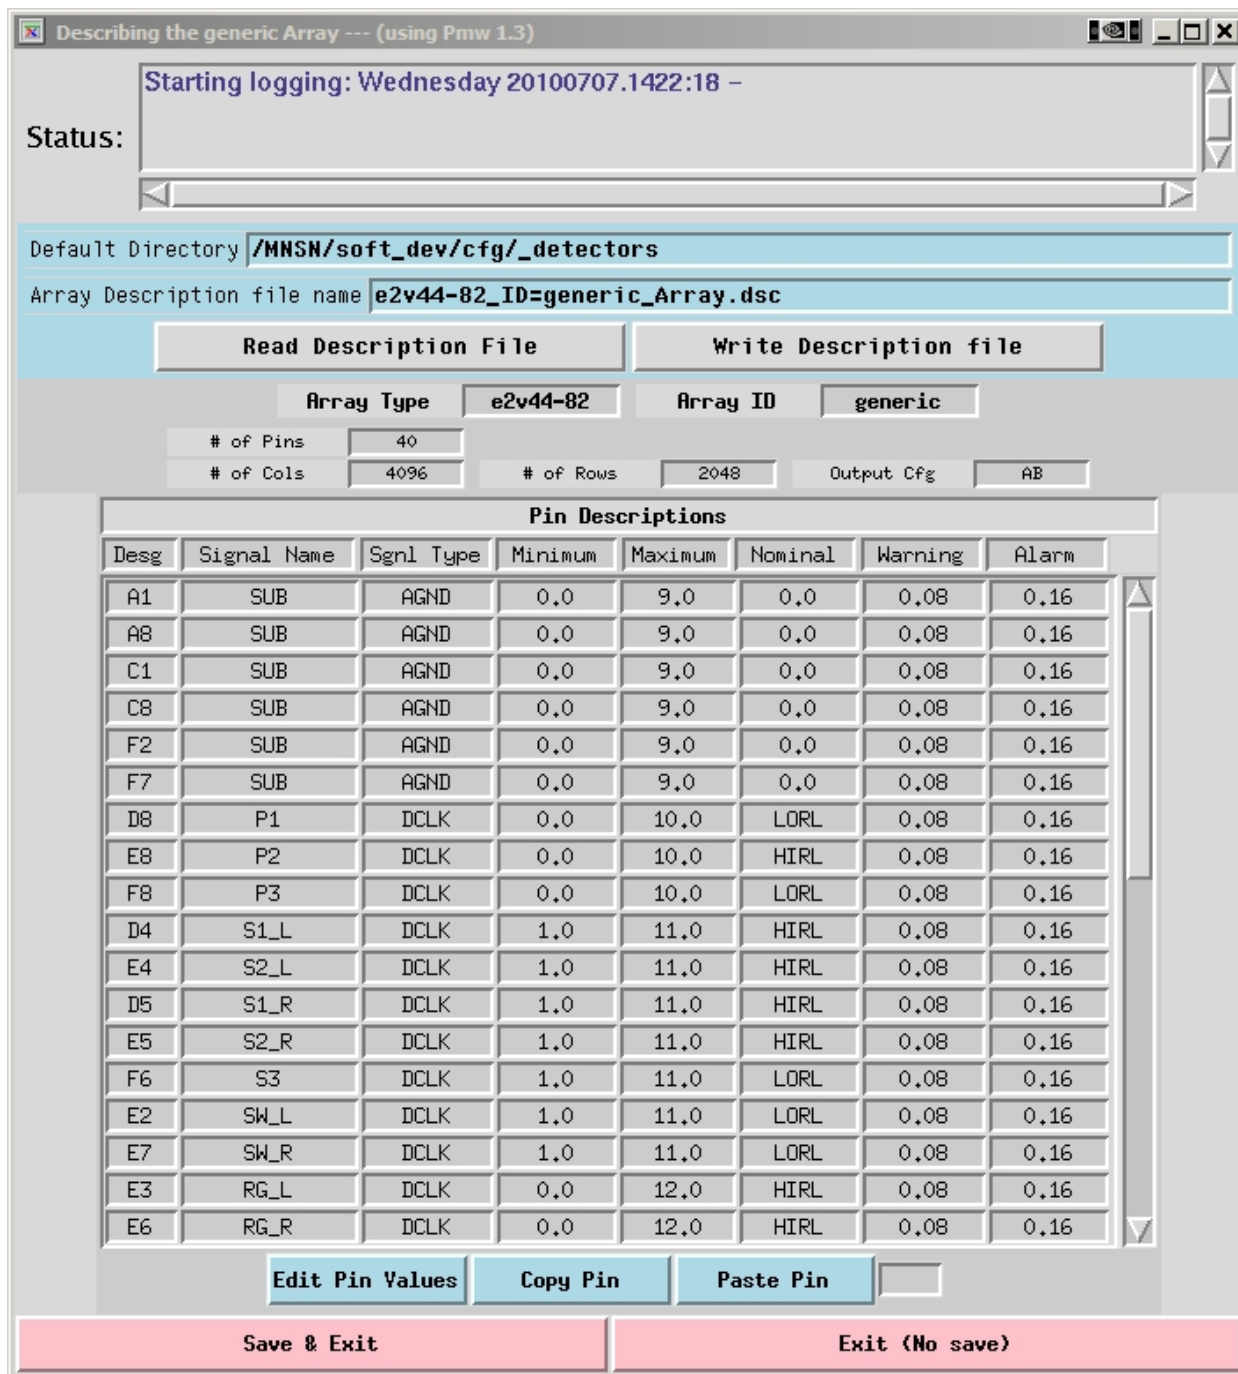 Describing the generic Array --- (using Pmw 1.3)
Starting logging: Wednesday 20100707.1422:18 –
Status:
Default Directory /MNSN/soft_dev/cfg/_detectors
Array Description file name e2v44-82_ID=generic_Array.dsc
Read Description File Write Description file
Array Type e2v44-82 Array ID generic
# of Pins 40
# of Cols 4096 # of Rows 2048 Output Cfg AB
Pin Descriptions
Desg Signal Name Sgnl Type Minimum Maximum Nominal Warning Alarm
A1 SUB AGND 0.0 9.0 0.0 0.08 0.16
A8 SUB AGND 0.0 9.0 0.0 0.08 0.16
C1 SUB AGND 0.0 9.0 0.0 0.08 0.16
C8 SUB AGND 0.0 9.0 0.0 0.08 0.16
F2 SUB AGND 0.0 9.0 0.0 0.08 0.16
F7 SUB AGND 0.0 9.0 0.0 0.08 0.16
D8 P1 DCLK 0.0 10.0 LORL 0.08 0.16
E8 P2 DCLK 0.0 10.0 HIRL 0.08 0.16
F8 P3 DCLK 0.0 10.0 LORL 0.08 0.16
D4 S1_L DCLK 1.0 11.0 HIRL 0.08 0.16
E4 S2_L DCLK 1.0 11.0 HIRL 0.08 0.16
D5 S1_R DCLK 1.0 11.0 HIRL 0.08 0.16
E5 S2_R DCLK 1.0 11.0 HIRL 0.08 0.16
F6 S3 DCLK 1.0 11.0 LORL 0.08 0.16
E2 SW_L DCLK 1.0 11.0 LORL 0.08 0.16
E7 SW_R DCLK 1.0 11.0 LORL 0.08 0.16
E3 RG_L DCLK 0.0 12.0 HIRL 0.08 0.16
E6 RG_R DCLK 0.0 12.0 HIRL 0.08 0.16
Edit Pin Values Copy Pin Paste Pin
Save & Exit Exit (No save)